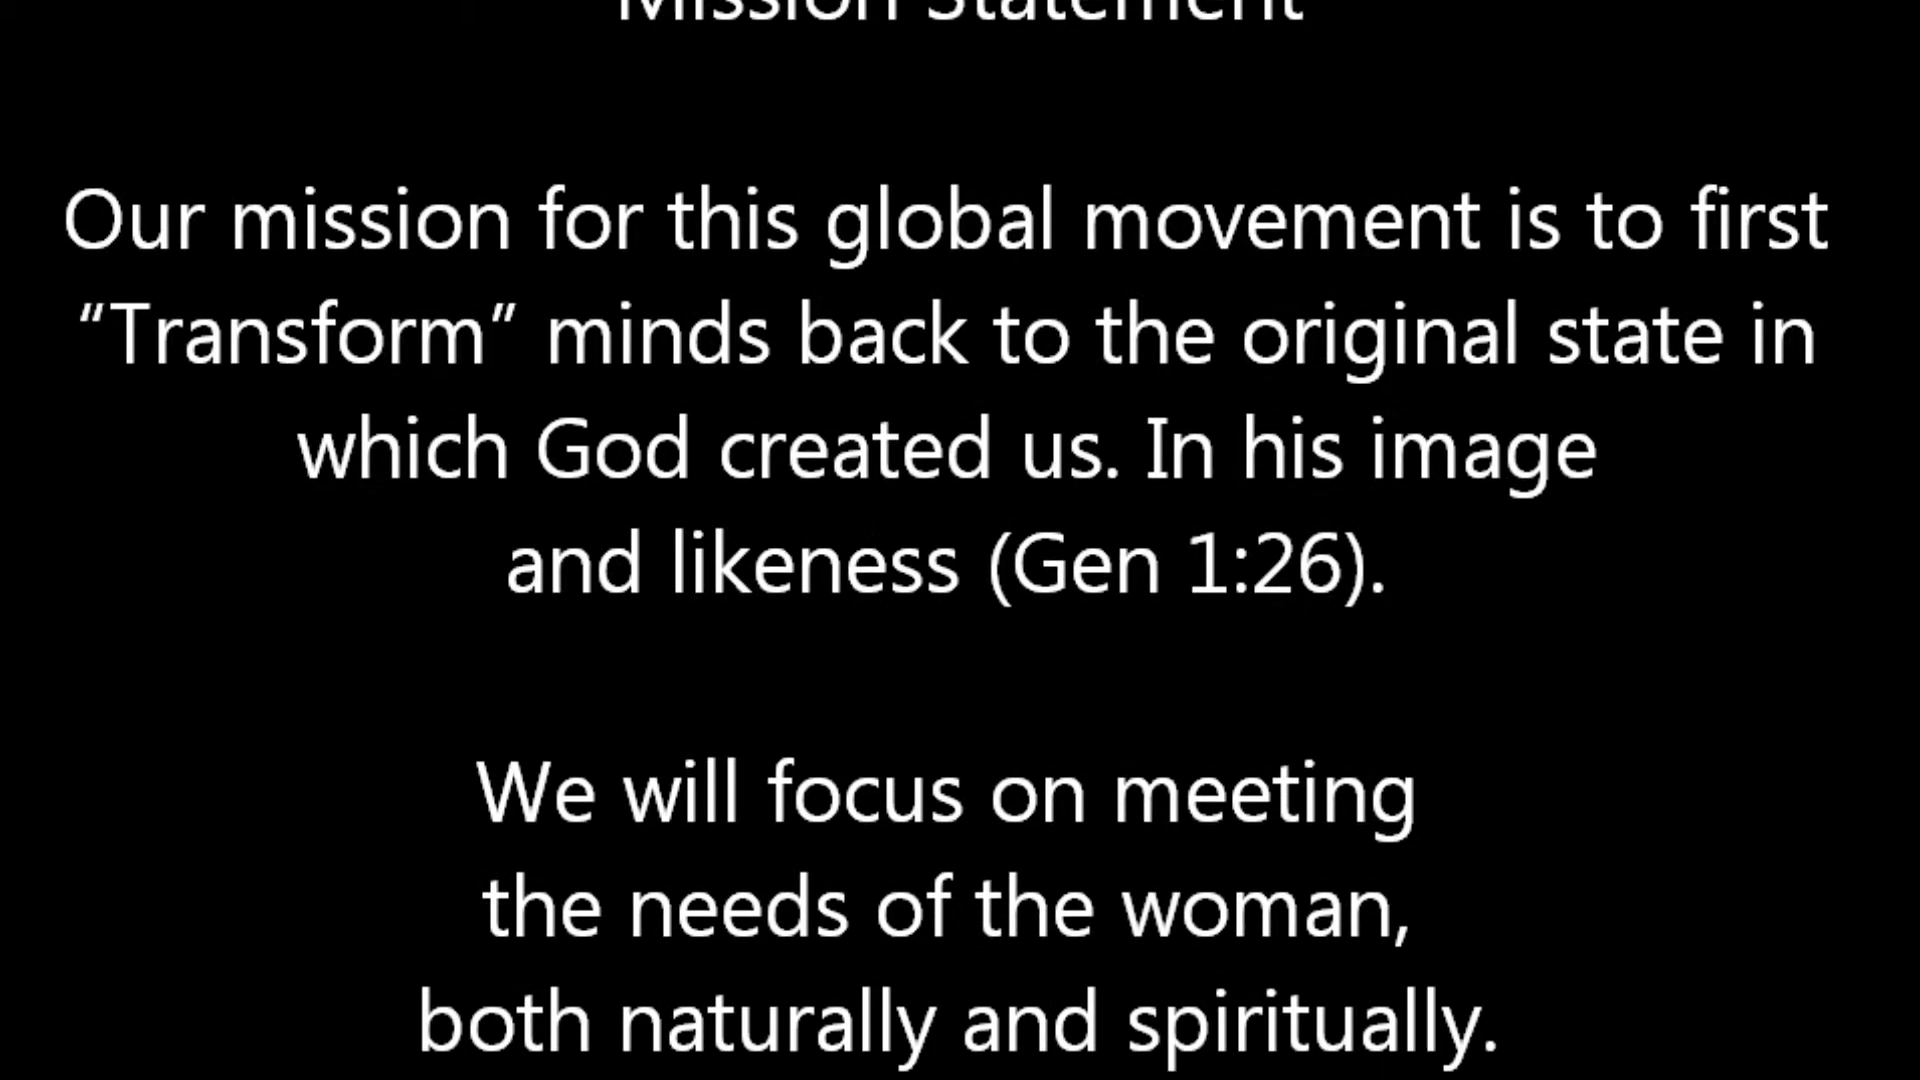 Mission Statement
Our mission for this global movement is to first
“Transform” minds back to the original state in
which God created us. In his image
and likeness (Gen 1:26).
We will focus on meeting
the needs of the woman,
both naturally and spiritually.